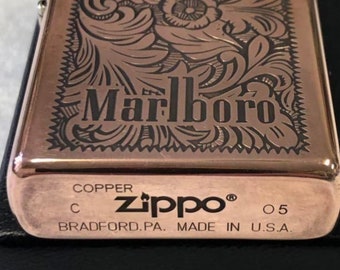 Marlboro
COPPER
C zippo® 05
BRADFORD.PA. MADE IN U.S.A.